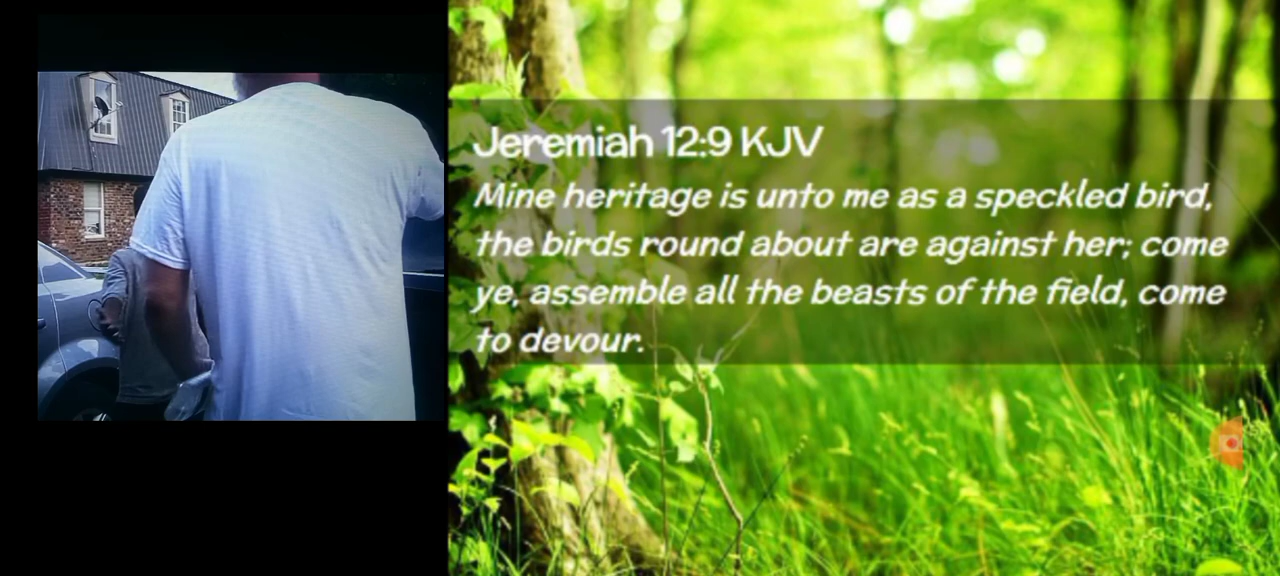 Jeremiah 12:9 KJV
Mine heritage is unto me as a speckled bird,
the birds round about are against her; come
ye, assemble all the beasts of the field, come
to devour.